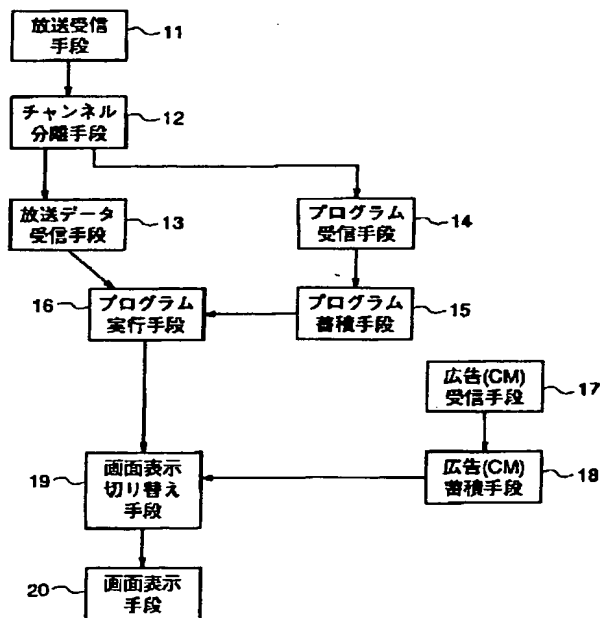 放送受信
手段
11
チャンネル
分離手段
12
放送データ
受信手段
13
プログラム
受信手段
14
16
プログラム
実行手段
プログラム
蓄積手段
15
広告(CM)
受信手段
17
19
画面表示
切り替え
手段
広告(CM)
蓄積手段
18
20
画面表示
手段